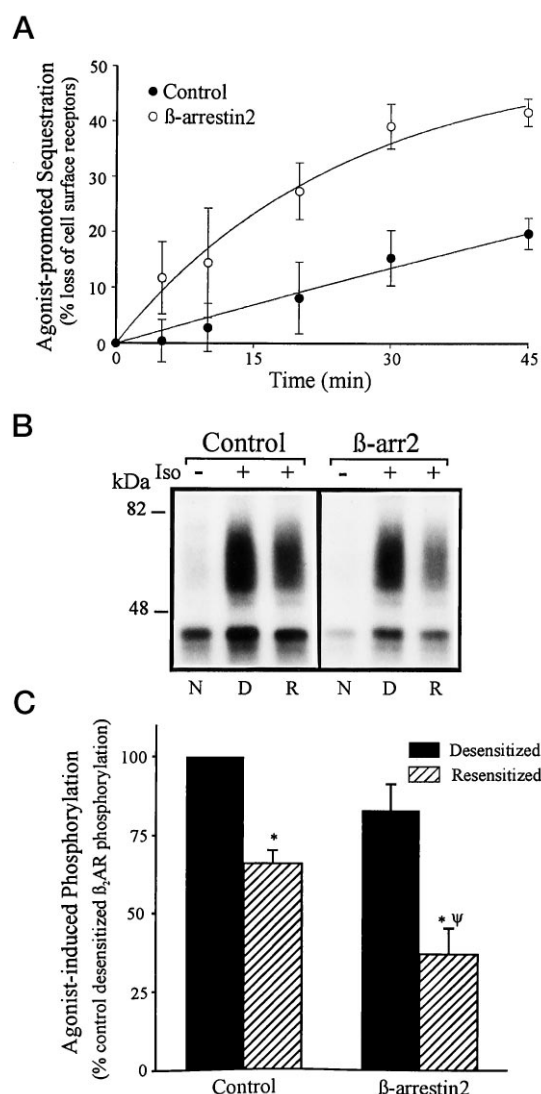 A
Agonist-promoted Sequestration
(% loss of cell surface receptors)
50
40
30
20
10
0
Control
ß-arrestin2
0 15 30 45
Time (min)
B
Control ß-arr2
Iso - + + - + +
kDa
82
48
N D R N D R
C
Agonist-induced Phosphorylation
(% control desensitized ß₂AR phosphorylation)
100
75
50
25
0
Desensitized
Resensitized
*
* Ψ
Control ß-arrestin2